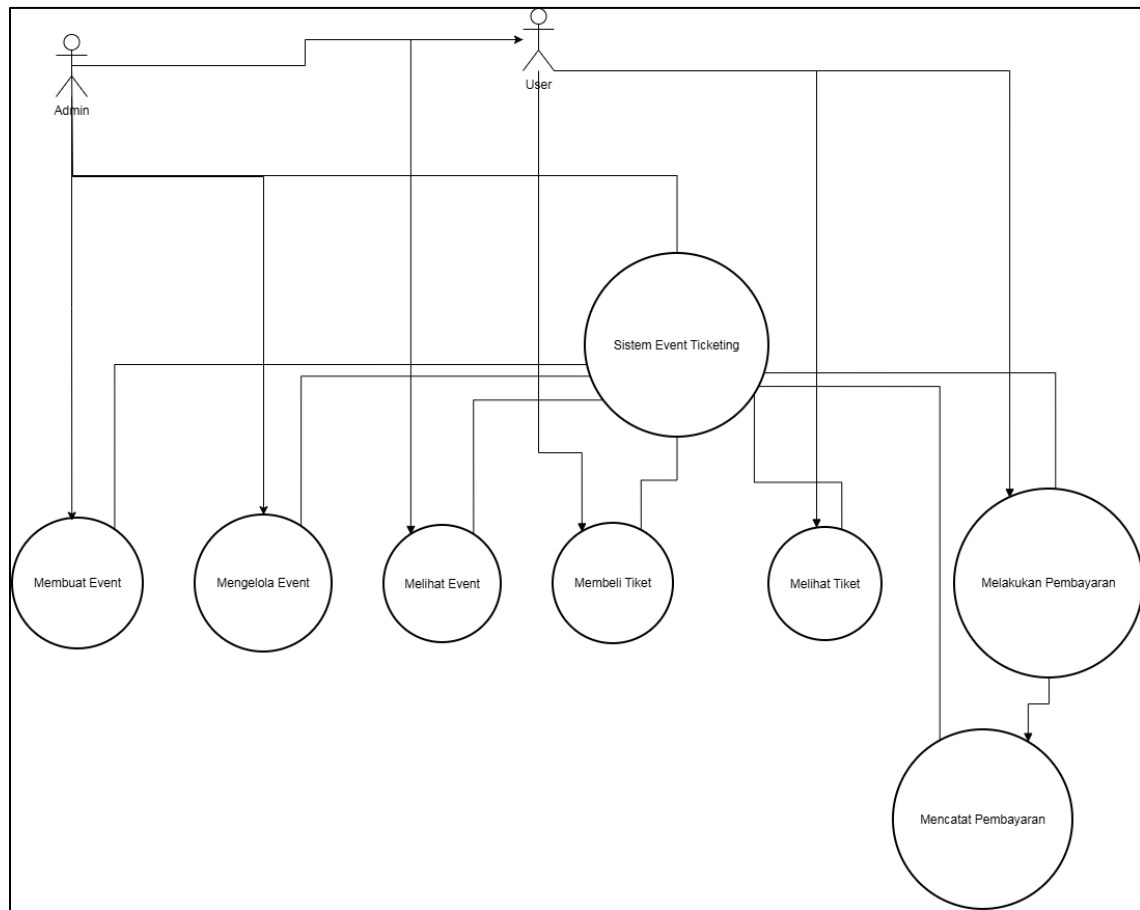 User
Admin
Sistem Event Ticketing
Membuat Event
Mengelola Event
Melihat Event
Membeli Tiket
Melihat Tiket
Melakukan Pembayaran
Mencatat Pembayaran